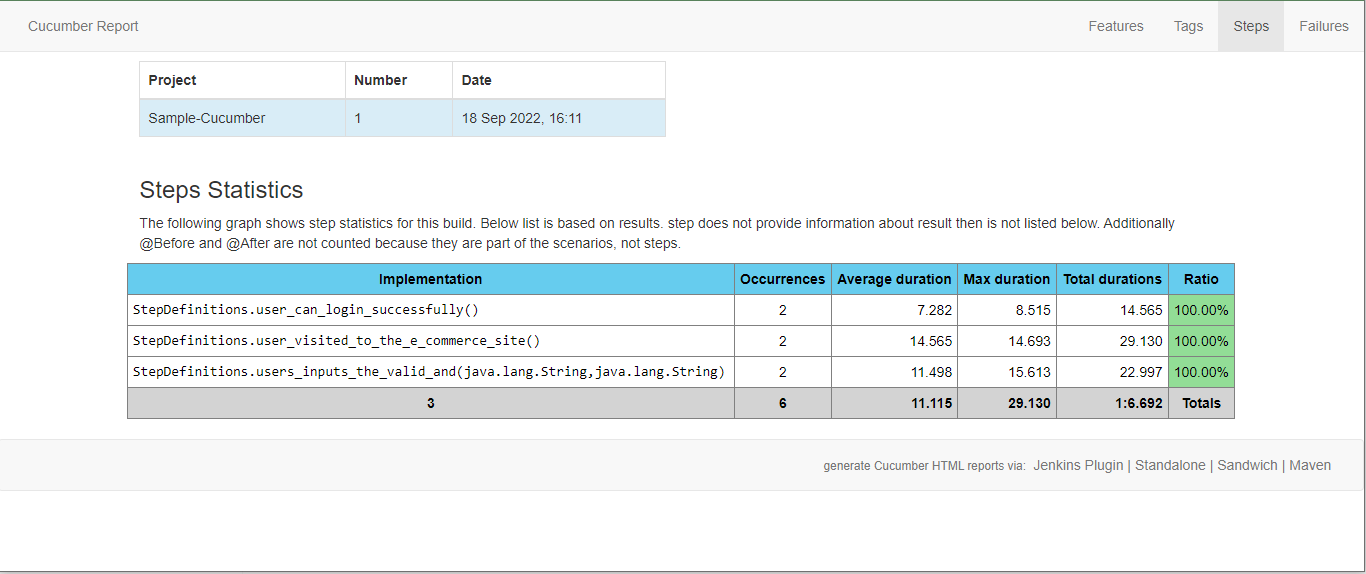 Cucumber Report Features Tags Steps Failures
Project Number Date
Sample-Cucumber 1 18 Sep 2022, 16:11
Steps Statistics
The following graph shows step statistics for this build. Below list is based on results. step does not provide information about result then is not listed below. Additionally
@Before and @After are not counted because they are part of the scenarios, not steps.
Implementation Occurrences Average duration Max duration Total durations Ratio
StepDefinitions.user_can_login_successfully() 2 7.282 8.515 14.565 100.00%
StepDefinitions.user_visited_to_the_e_commerce_site() 2 14.565 14.693 29.130 100.00%
StepDefinitions.users_inputs_the_valid_and(java.lang.String,java.lang.String) 2 11.498 15.613 22.997 100.00%
3 6 11.115 29.130 1:6.692 Totals
generate Cucumber HTML reports via: Jenkins Plugin | Standalone | Sandwich | Maven